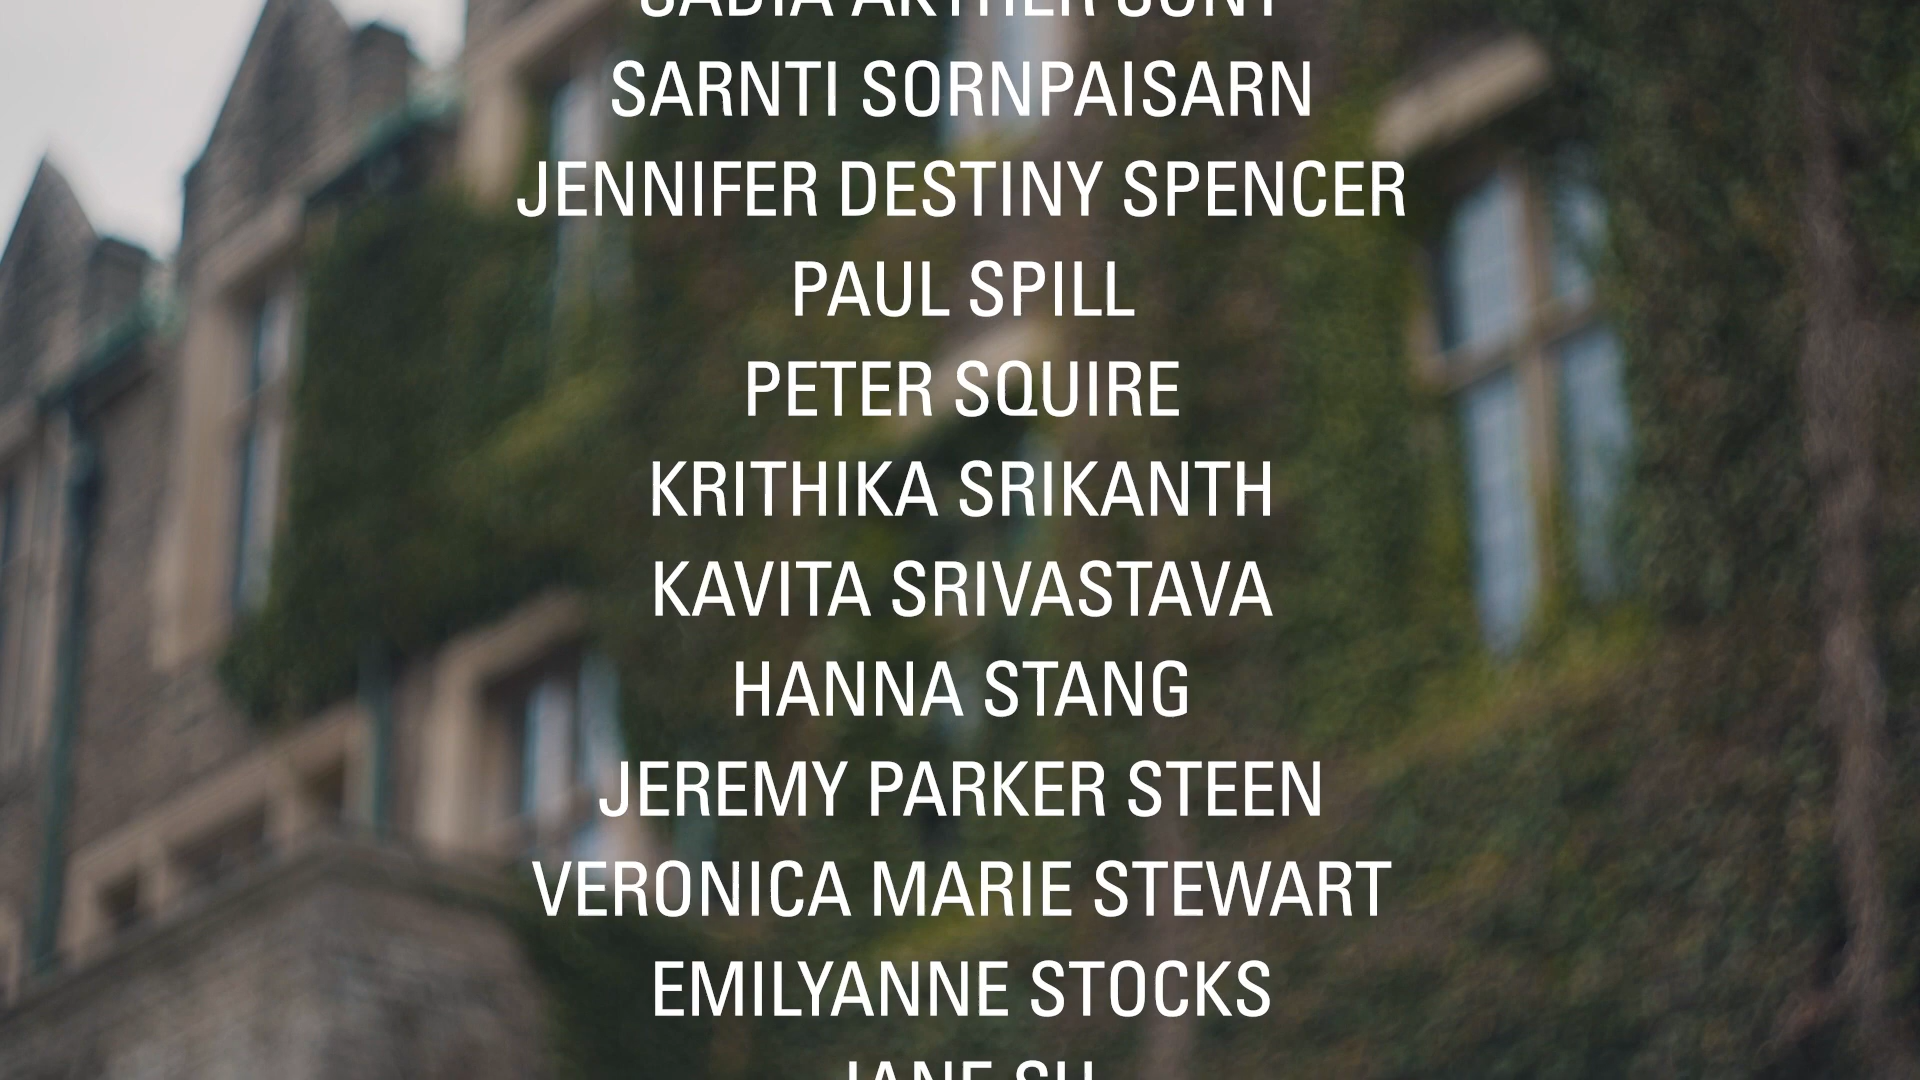 SARNTI SORNPAISARN
JENNIFER DESTINY SPENCER
PAUL SPILL
PETER SQUIRE
KRITHIKA SRIKANTH
KAVITA SRIVASTAVA
HANNA STANG
JEREMY PARKER STEEN
VERONICA MARIE STEWART
EMILYANNE STOCKS
JANE